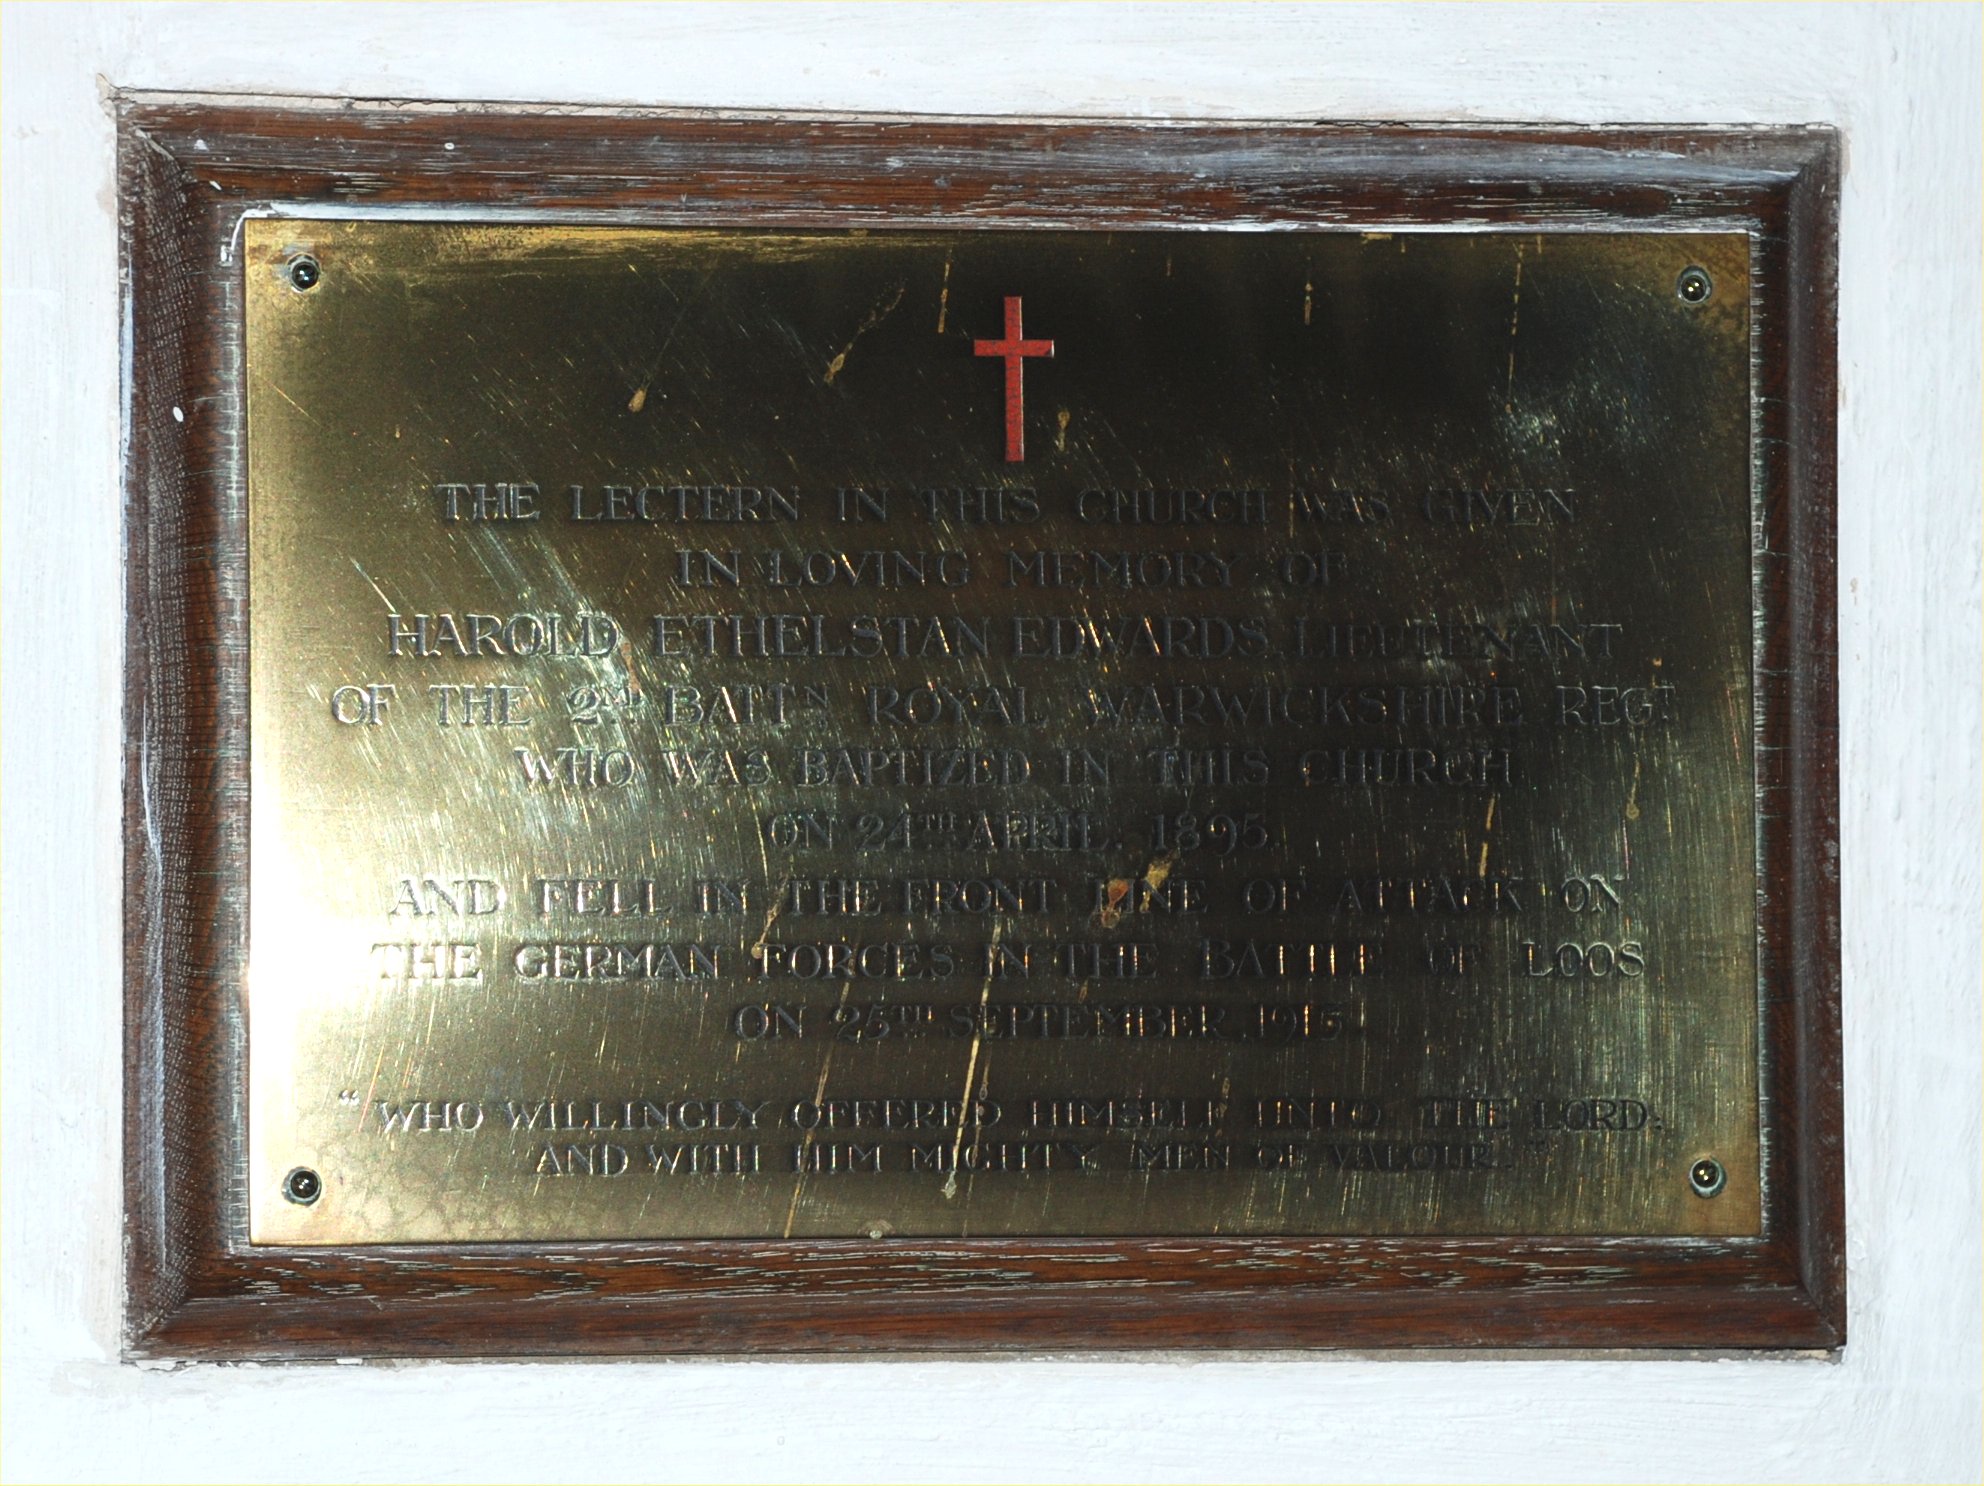 THE LECTERN IN THIS CHURCH WAS GIVEN
IN LOVING MEMORY OF
HAROLD ETHELSTAN EDWARDS. LIEUTENANT
OF THE 2ND BATTN ROYAL WARWICKSHIRE REGT
WHO WAS BAPTIZED IN THIS CHURCH
ON 24TH APRIL. 1895.
AND FELL IN THE FRONT LINE OF ATTACK ON
THE GERMAN FORCES IN THE BATTLE OF LOOS
ON 25TH SEPTEMBER. 1915.
“WHO WILLINGLY OFFERED HIMSELF UNTO THE LORD:
AND WITH HIM MIGHTY MEN OF VALOUR.”